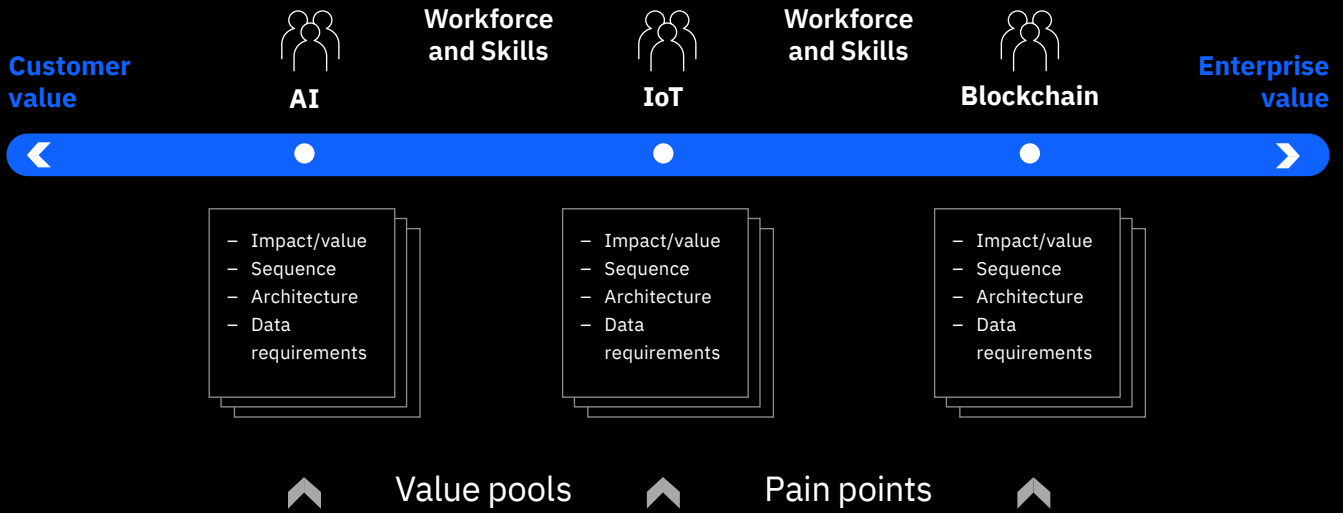 Customer
value
AI
Workforce
and Skills
IoT
Workforce
and Skills
Blockchain
Enterprise
value
– Impact/value
– Sequence
– Architecture
– Data
requirements
– Impact/value
– Sequence
– Architecture
– Data
requirements
– Impact/value
– Sequence
– Architecture
– Data
requirements
Value pools
Pain points